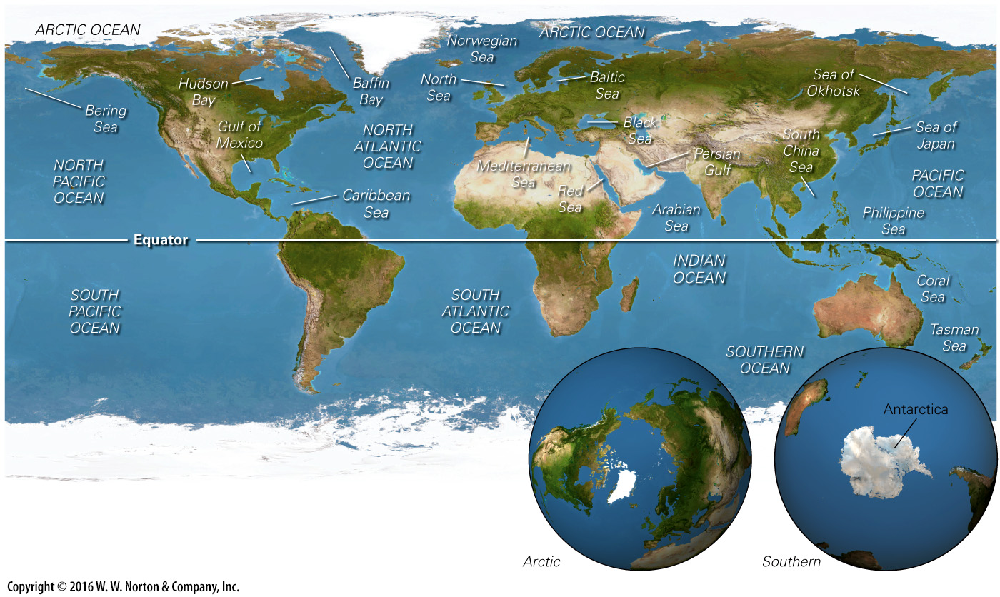 ARCTIC OCEAN
Norwegian
Sea
ARCTIC OCEAN
Hudson
Bay
Baffin
Bay
North
Sea
Baltic
Sea
Sea of
Okhotsk
Bering
Sea
Gulf of
Mexico
NORTH
ATLANTIC
OCEAN
Black
Sea
South
China
Sea
Sea of
Japan
NORTH
PACIFIC
OCEAN
Mediterranean
Sea
Persian
Gulf
PACIFIC
OCEAN
Caribbean
Sea
Red
Sea
Arabian
Sea
Philippine
Sea
Equator
INDIAN
OCEAN
SOUTH
PACIFIC
OCEAN
SOUTH
ATLANTIC
OCEAN
Coral
Sea
Tasman
Sea
SOUTHERN
OCEAN
Antarctica
Arctic
Southern
Copyright © 2016 W. W. Norton & Company, Inc.